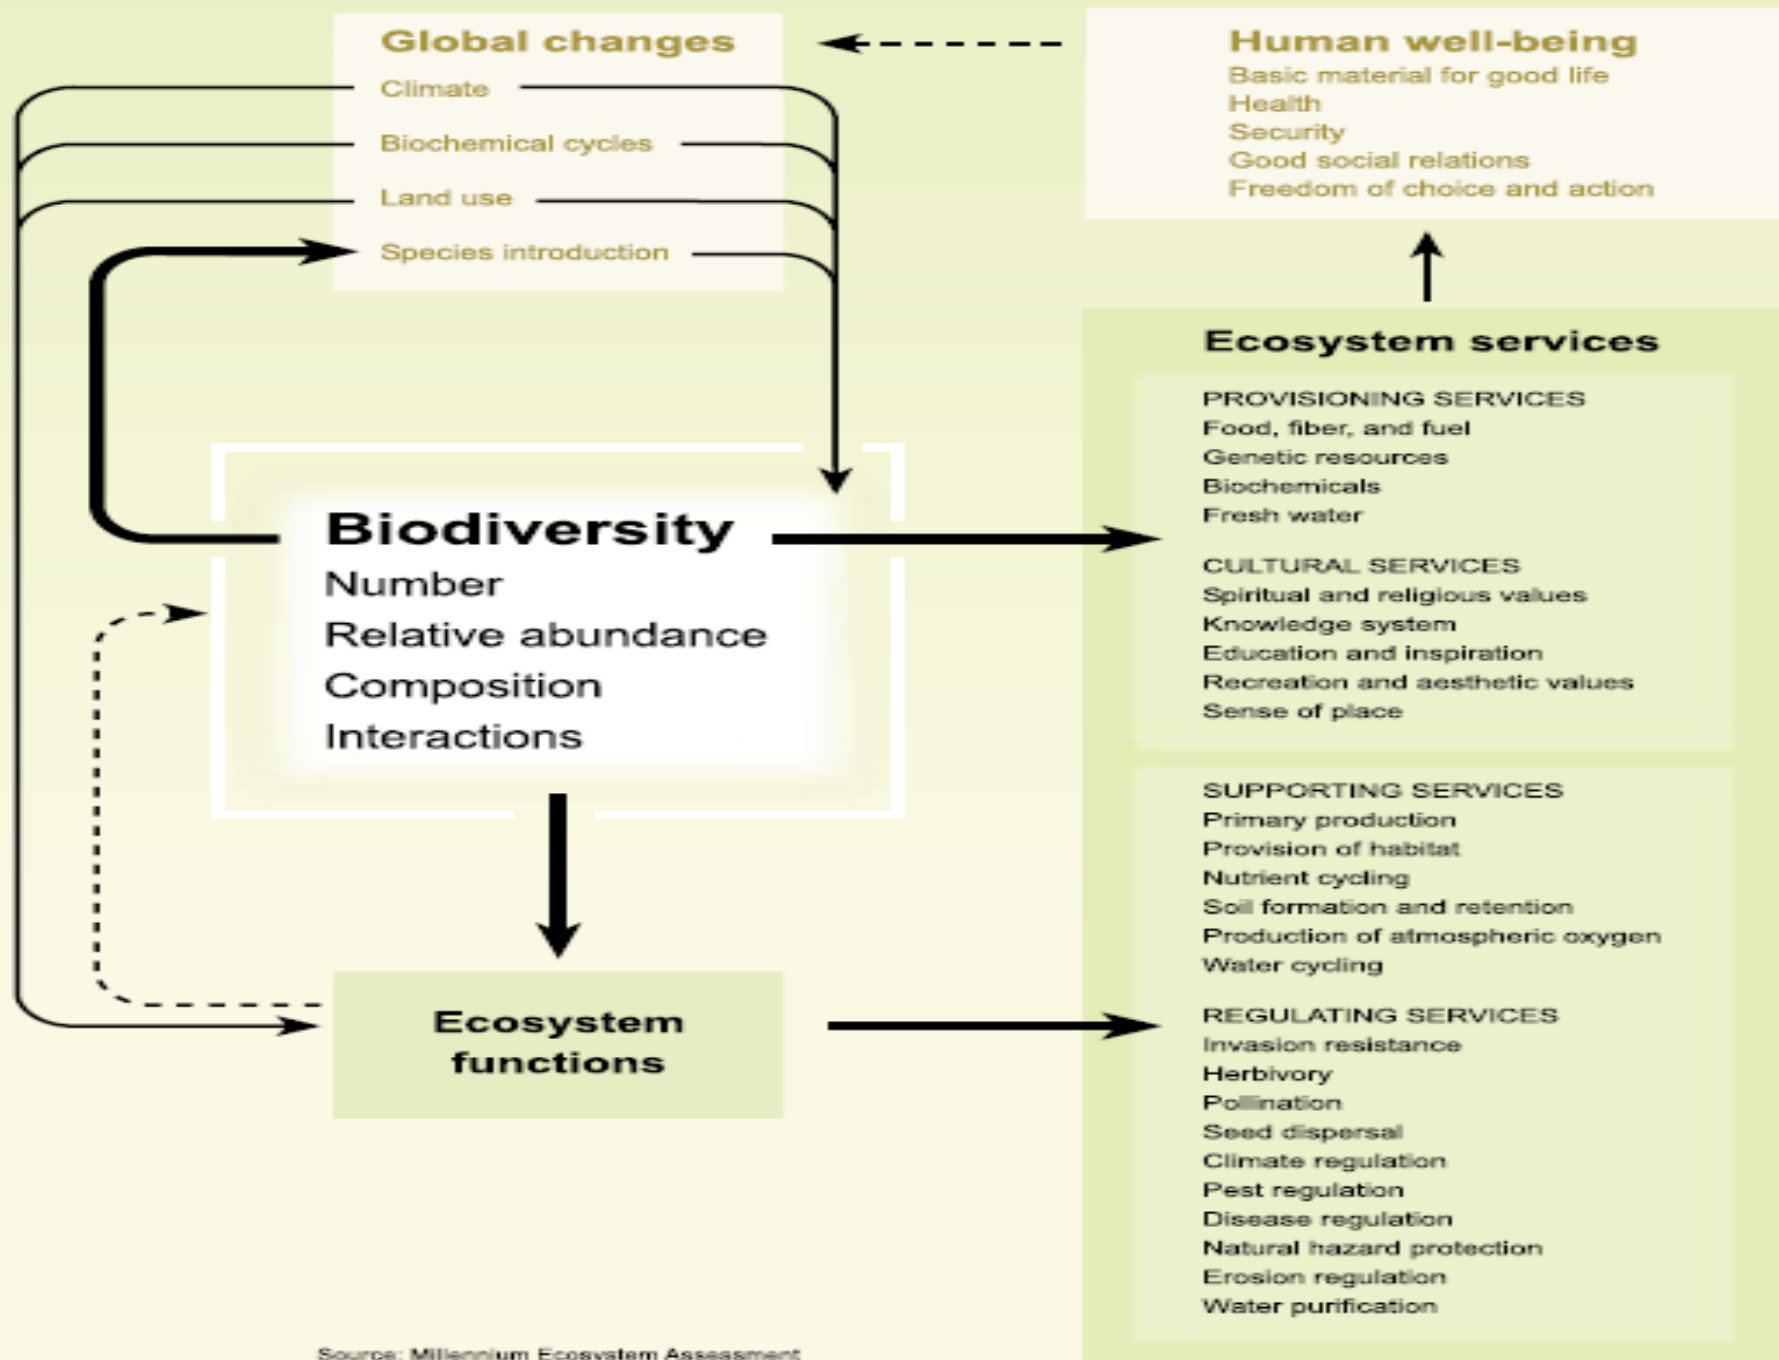 Global changes
Climate
Biochemical cycles
Land use
Species introduction
Human well-being
Basic material for good life
Health
Security
Good social relations
Freedom of choice and action
Biodiversity
Number
Relative abundance
Composition
Interactions
Ecosystem
functions
Ecosystem services
PROVISIONING SERVICES
Food, fiber, and fuel
Genetic resources
Biochemicals
Fresh water
CULTURAL SERVICES
Spiritual and religious values
Knowledge system
Education and inspiration
Recreation and aesthetic values
Sense of place
SUPPORTING SERVICES
Primary production
Provision of habitat
Nutrient cycling
Soil formation and retention
Production of atmospheric oxygen
Water cycling
REGULATING SERVICES
Invasion resistance
Herbivory
Pollination
Seed dispersal
Climate regulation
Pest regulation
Disease regulation
Natural hazard protection
Erosion regulation
Water purification
Source: Millennium Ecosystem Assessment